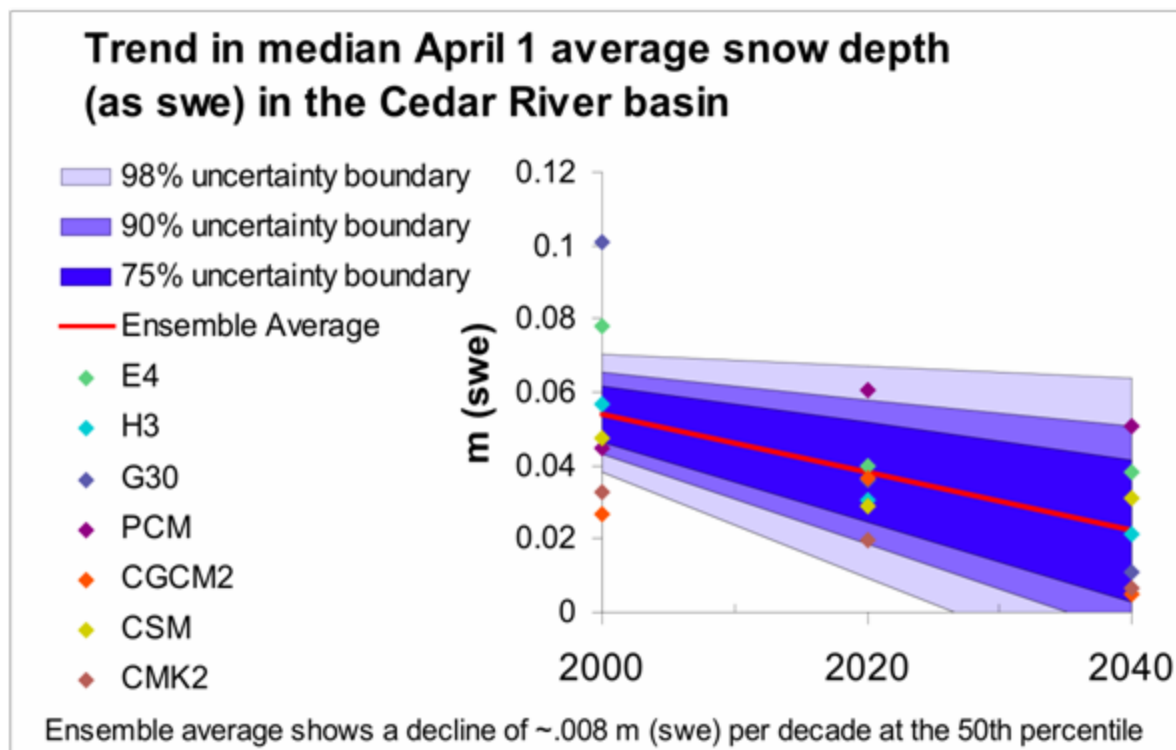 Trend in median April 1 average snow depth
(as swe) in the Cedar River basin
98% uncertainty boundary
90% uncertainty boundary
75% uncertainty boundary
Ensemble Average
E4
H3
G30
PCM
CGCM2
CSM
CMK2
m (swe)
0.12
0.1
0.08
0.06
0.04
0.02
0
2000 2020 2040
Ensemble average shows a decline of ~.008 m (swe) per decade at the 50th percentile